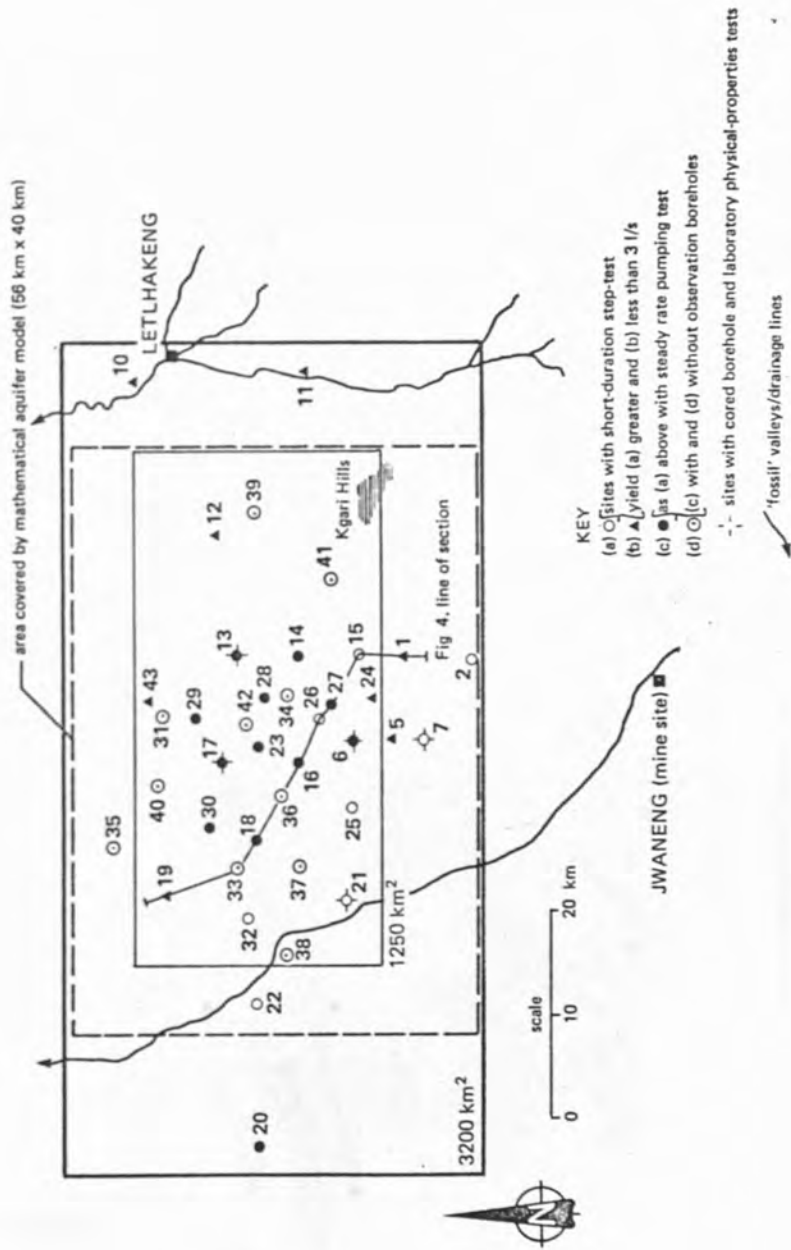 area covered by mathematical aquifer model (56 km x 40 km)
10
LETLHAKENG
11
12
39
Kgari Hills
41
43
31
29
13
42
28
14
40
17
23
34
26
27
15
35
30
16
6
24
1
Fig 4, line of section
18
36
25
5
7
2
19
33
37
21
32
38
22
1250 km²
20
3200 km²
JWANENG (mine site)
scale
0 10 20 km
N
KEY
(a) sites with short-duration step-test
(b) yield (a) greater and (b) less than 3 l/s
(c) as (a) above with steady rate pumping test
(d) (c) with and (d) without observation boreholes
sites with cored borehole and laboratory physical-properties tests
'fossil' valleys/drainage lines